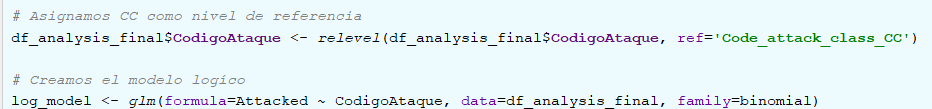 # Asignamos CC como nivel de referencia
df_analysis_final$CodigoAtaque <- relevel(df_analysis_final$CodigoAtaque, ref='Code_attack_class_CC')
# Creamos el modelo logico
log_model <- glm(formula=Attacked ~ CodigoAtaque, data=df_analysis_final, family=binomial)